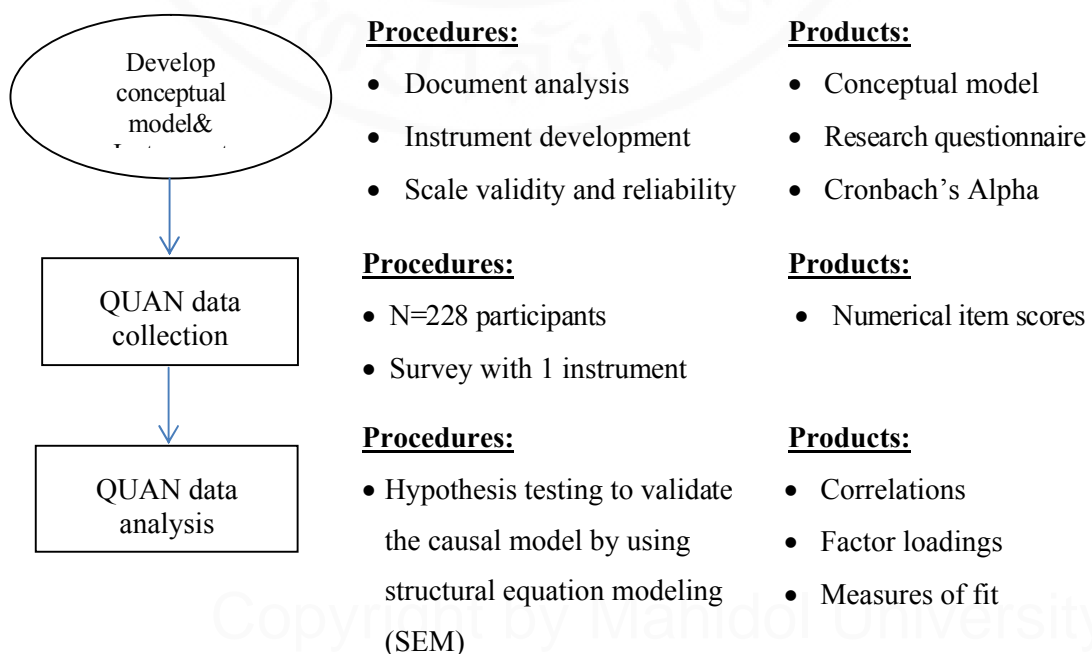 Develop
conceptual
model&
Procedures:
• Document analysis
• Instrument development
• Scale validity and reliability
Products:
• Conceptual model
• Research questionnaire
• Cronbach’s Alpha
QUAN data
collection
Procedures:
• N=228 participants
• Survey with 1 instrument
Products:
• Numerical item scores
QUAN data
analysis
Procedures:
• Hypothesis testing to validate
the causal model by using
structural equation modeling
(SEM)
Products:
• Correlations
• Factor loadings
• Measures of fit
Copyright by Mahidol University